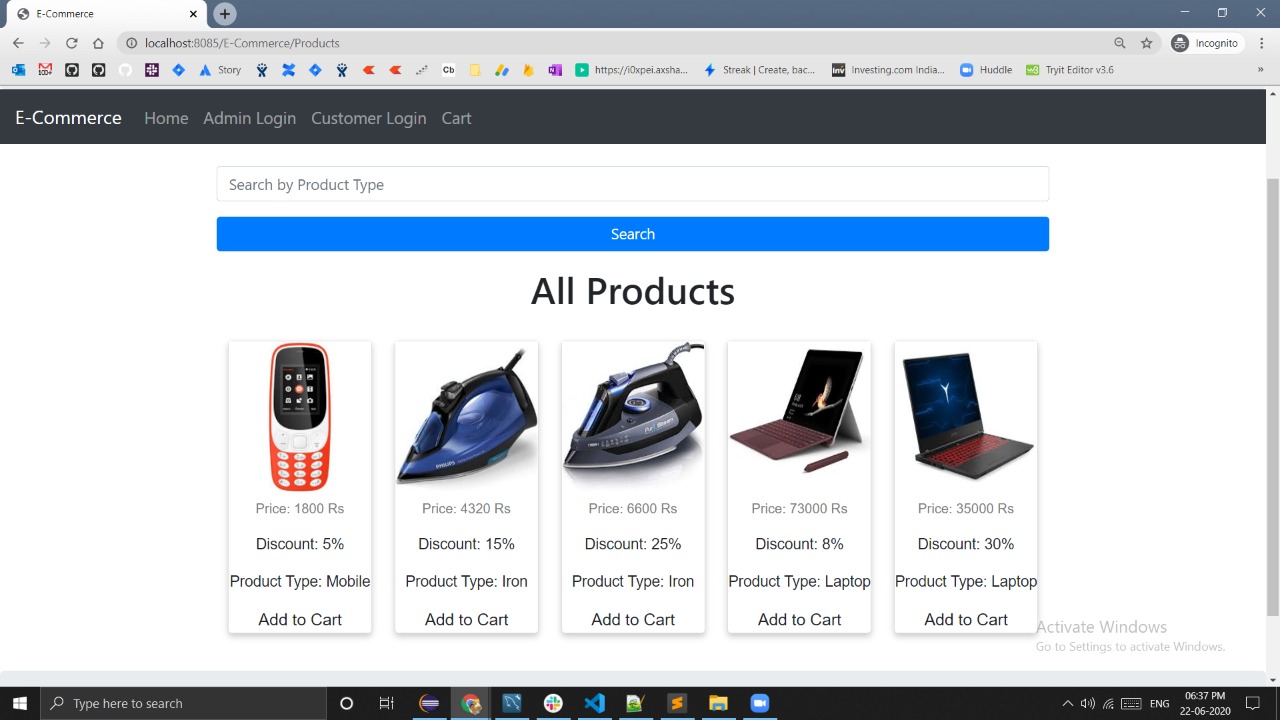 E-Commerce
localhost:8085/E-Commerce/Products
Incognito
Story
Cb
https://i0xpei.axsha...
Streak | Create, bac...
inv
Investing.com India...
Huddle
Tryit Editor v3.6
»
E-Commerce Home Admin Login Customer Login Cart
Search by Product Type
Search
All Products
PHILIPS
Price: 1800 Rs
Discount: 5%
Product Type: Mobile
Add to Cart
Price: 4320 Rs
Discount: 15%
Product Type: Iron
Add to Cart
Price: 6600 Rs
Discount: 25%
Product Type: Iron
Add to Cart
Price: 73000 Rs
Discount: 8%
Product Type: Laptop
Add to Cart
Price: 35000 Rs
Discount: 30%
Product Type: Laptop
Add to Cart
Activate Windows
Go to Settings to activate Windows.
Type here to search
ENG
06:37 PM
22-06-2020